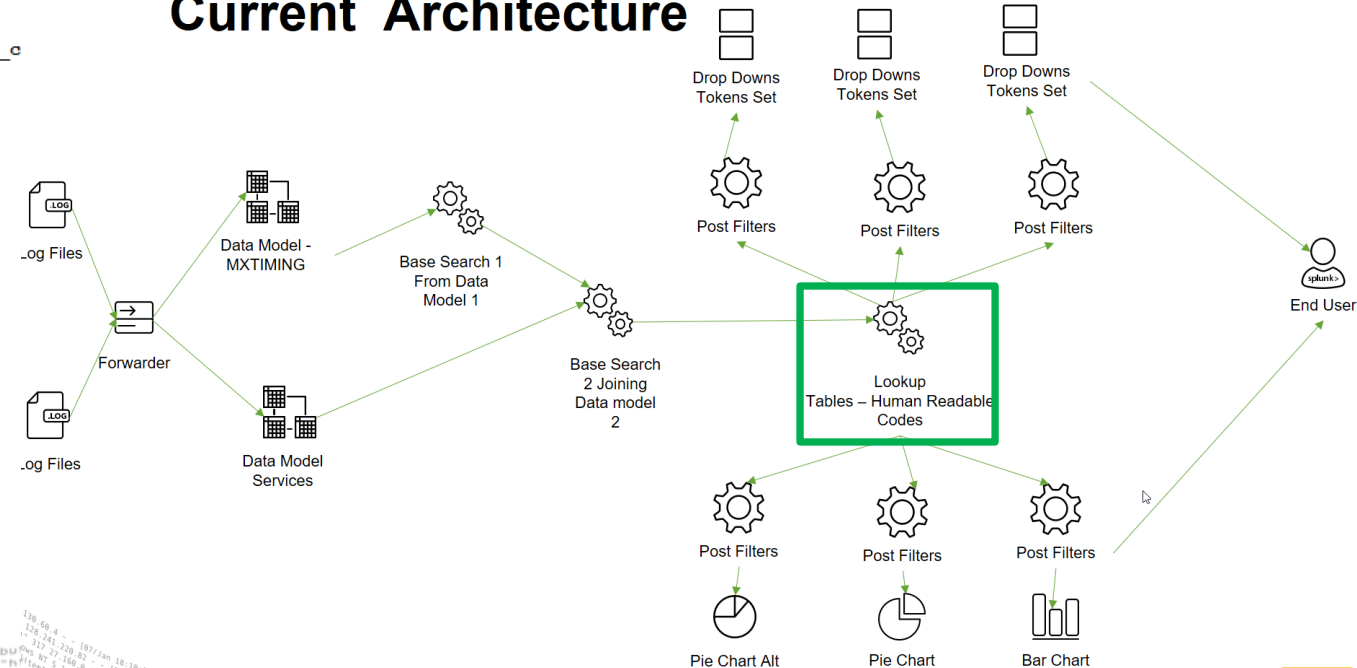 Current Architecture
_c
Drop Downs
Tokens Set
Drop Downs
Tokens Set
Drop Downs
Tokens Set
Post Filters
Post Filters
Post Filters
.LOG
Log Files
Data Model -
MXTIMING
Base Search 1
From Data
Model 1
splunk>
End User
Forwarder
Base Search
2 Joining
Data model
2
Lookup
Tables – Human Readable
Codes
.LOG
Log Files
Data Model
Services
Post Filters
Post Filters
Post Filters
Pie Chart Alt
Pie Chart
Bar Chart